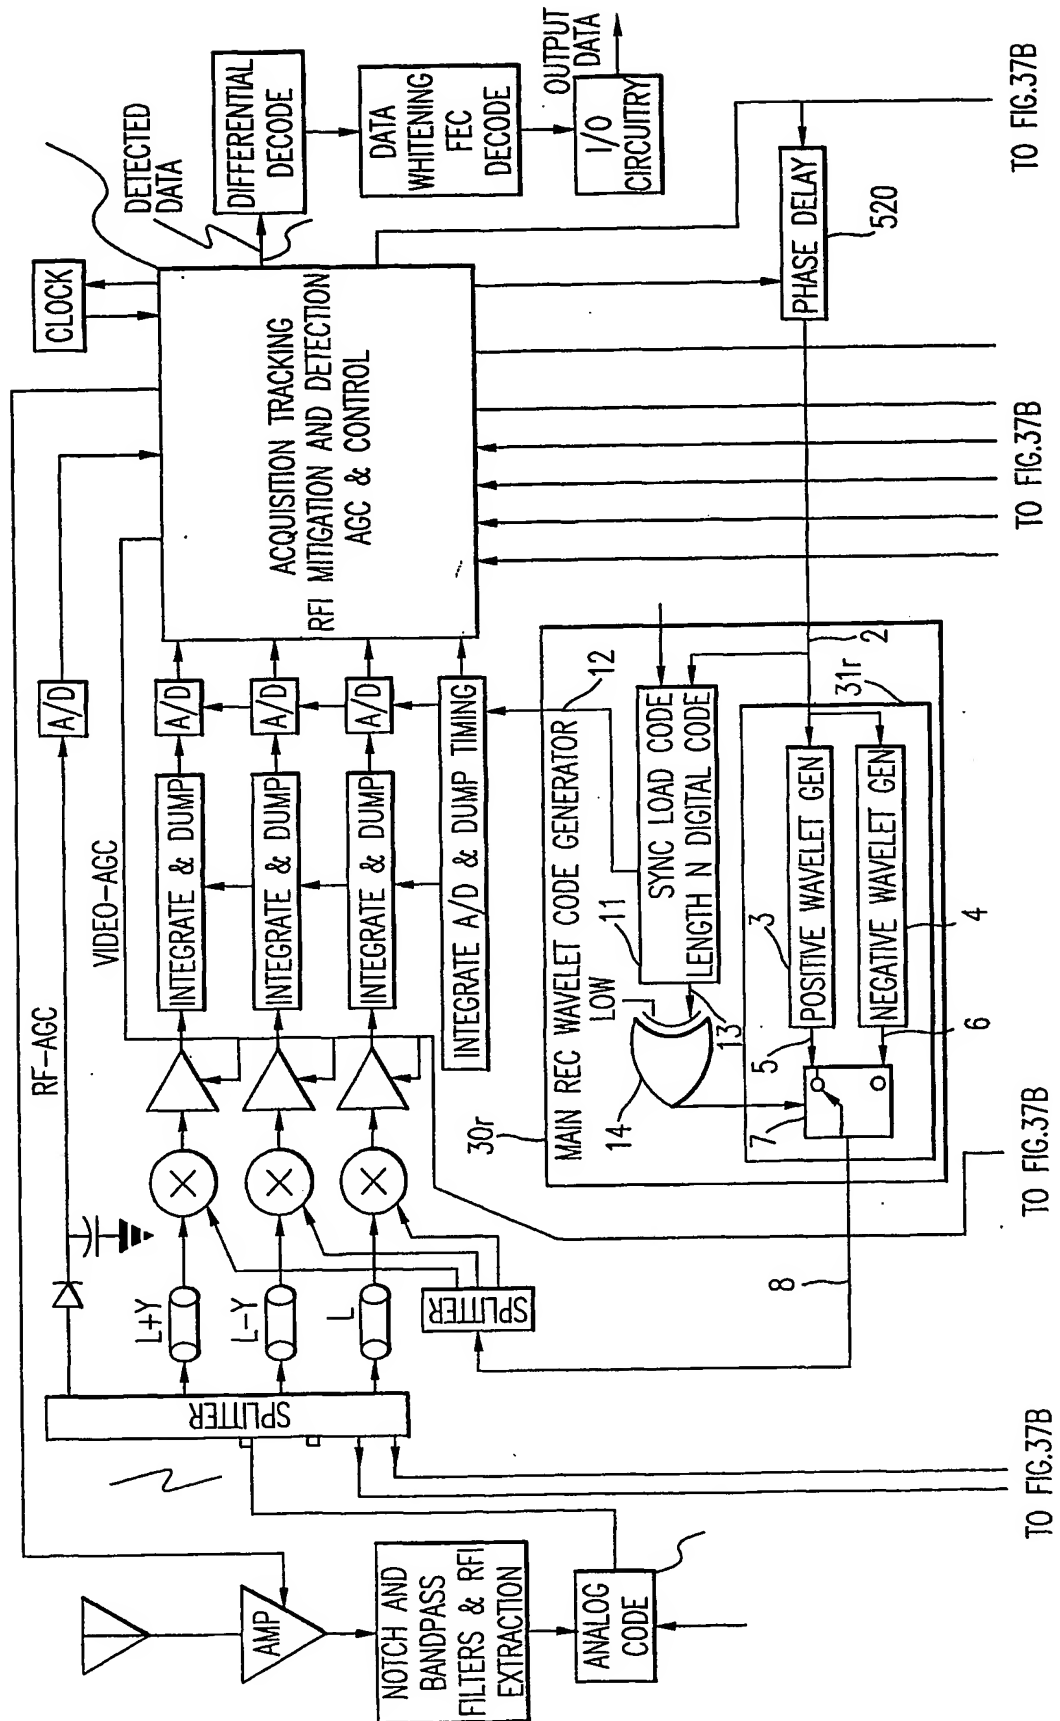 AMP
NOTCH AND
BANDPASS
FILTERS & RFI
EXTRACTION
ANALOG
CODE
SPLITTER
RF-AGC
VIDEO-AGC
L+Y
L-Y
L
SPLITTER
INTEGRATE & DUMP
INTEGRATE & DUMP
INTEGRATE & DUMP
INTEGRATE A/D & DUMP TIMING
A/D
A/D
A/D
A/D
CLOCK
ACQUISITION TRACKING
RFI MITIGATION AND DETECTION
AGC & CONTROL
DETECTED
DATA
DIFFERENTIAL
DECODE
DATA
WHITENING
FEC
DECODE
I/O
CIRCUITRY
OUTPUT
DATA
PHASE DELAY
520
30r
MAIN REC WAVELET CODE GENERATOR
12
11
SYNC LOAD CODE
LENGTH N DIGITAL CODE
LOW
14
13
2
31r
3
POSITIVE WAVELET GEN
NEGATIVE WAVELET GEN
4
5
6
7
8
TO FIG.37B
TO FIG.37B
TO FIG.37B
TO FIG.37B